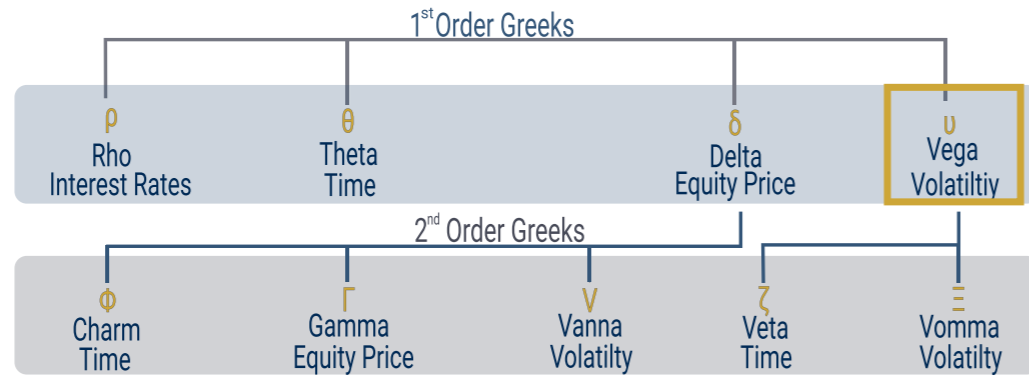 1st Order Greeks
ρ θ δ υ
Rho Theta Delta Vega
Interest Rates Time Equity Price Volatiltiy
2nd Order Greeks
Φ Γ V ζ Ξ
Charm Gamma Vanna Veta Vomma
Time Equity Price Volatilty Time Volatilty